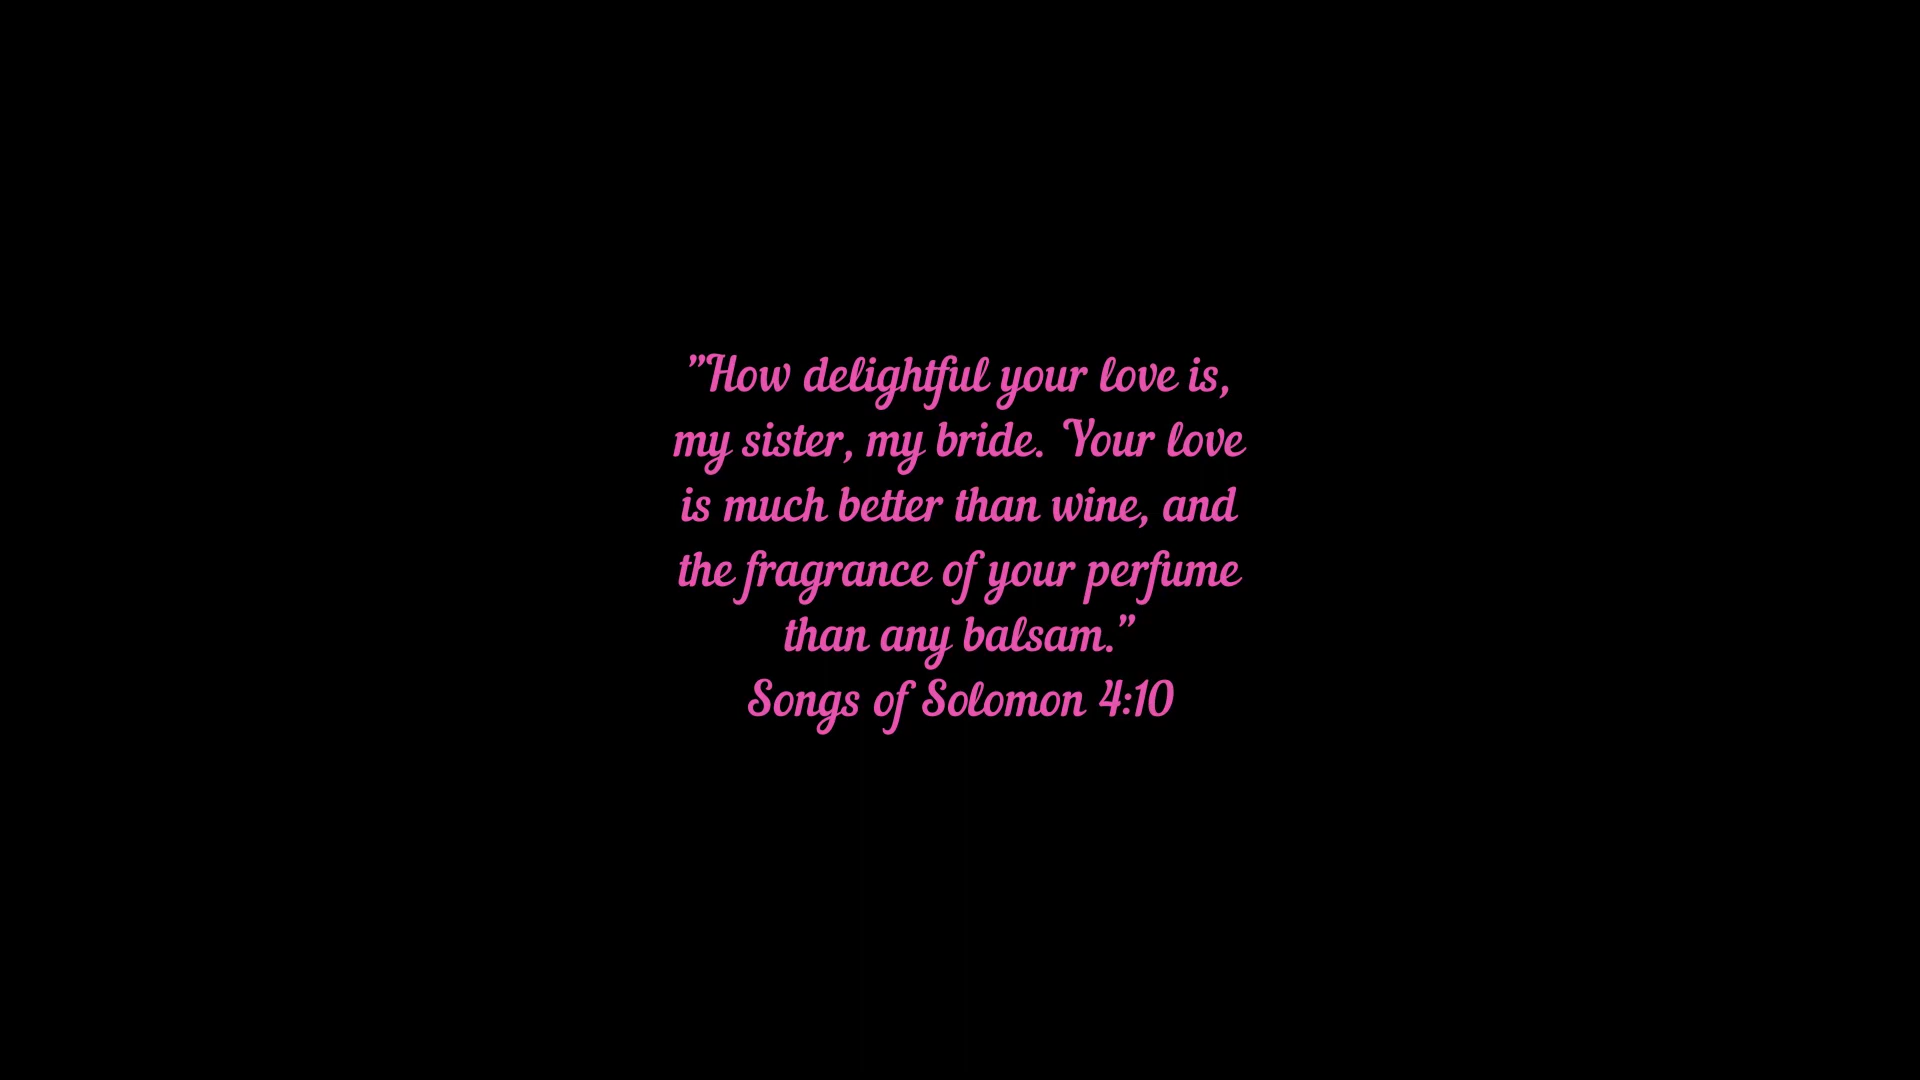 ”How delightful your love is,
my sister, my bride. Your love
is much better than wine, and
the fragrance of your perfume
than any balsam.”
Songs of Solomon 4:10